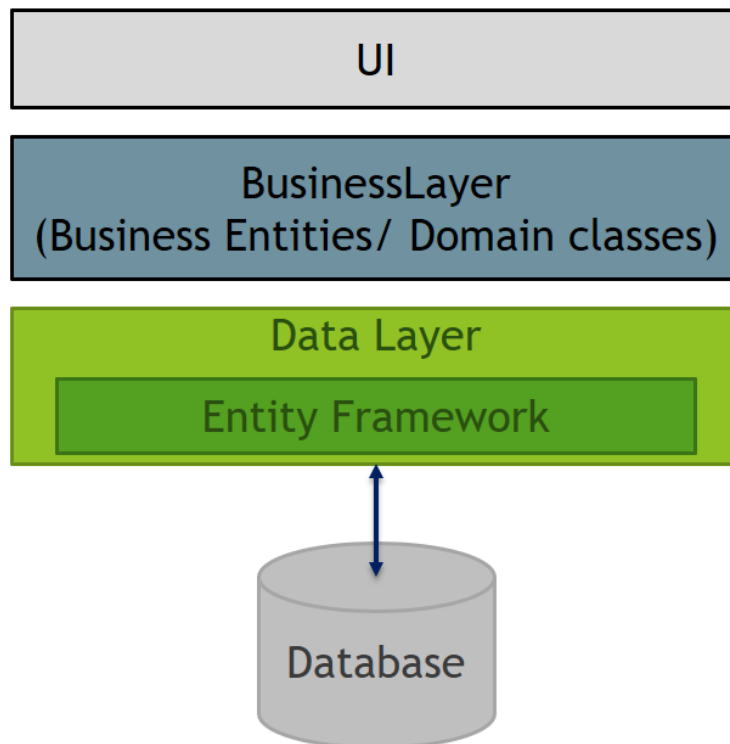 UI
BusinessLayer
(Business Entities/ Domain classes)
Data Layer
Entity Framework
Database